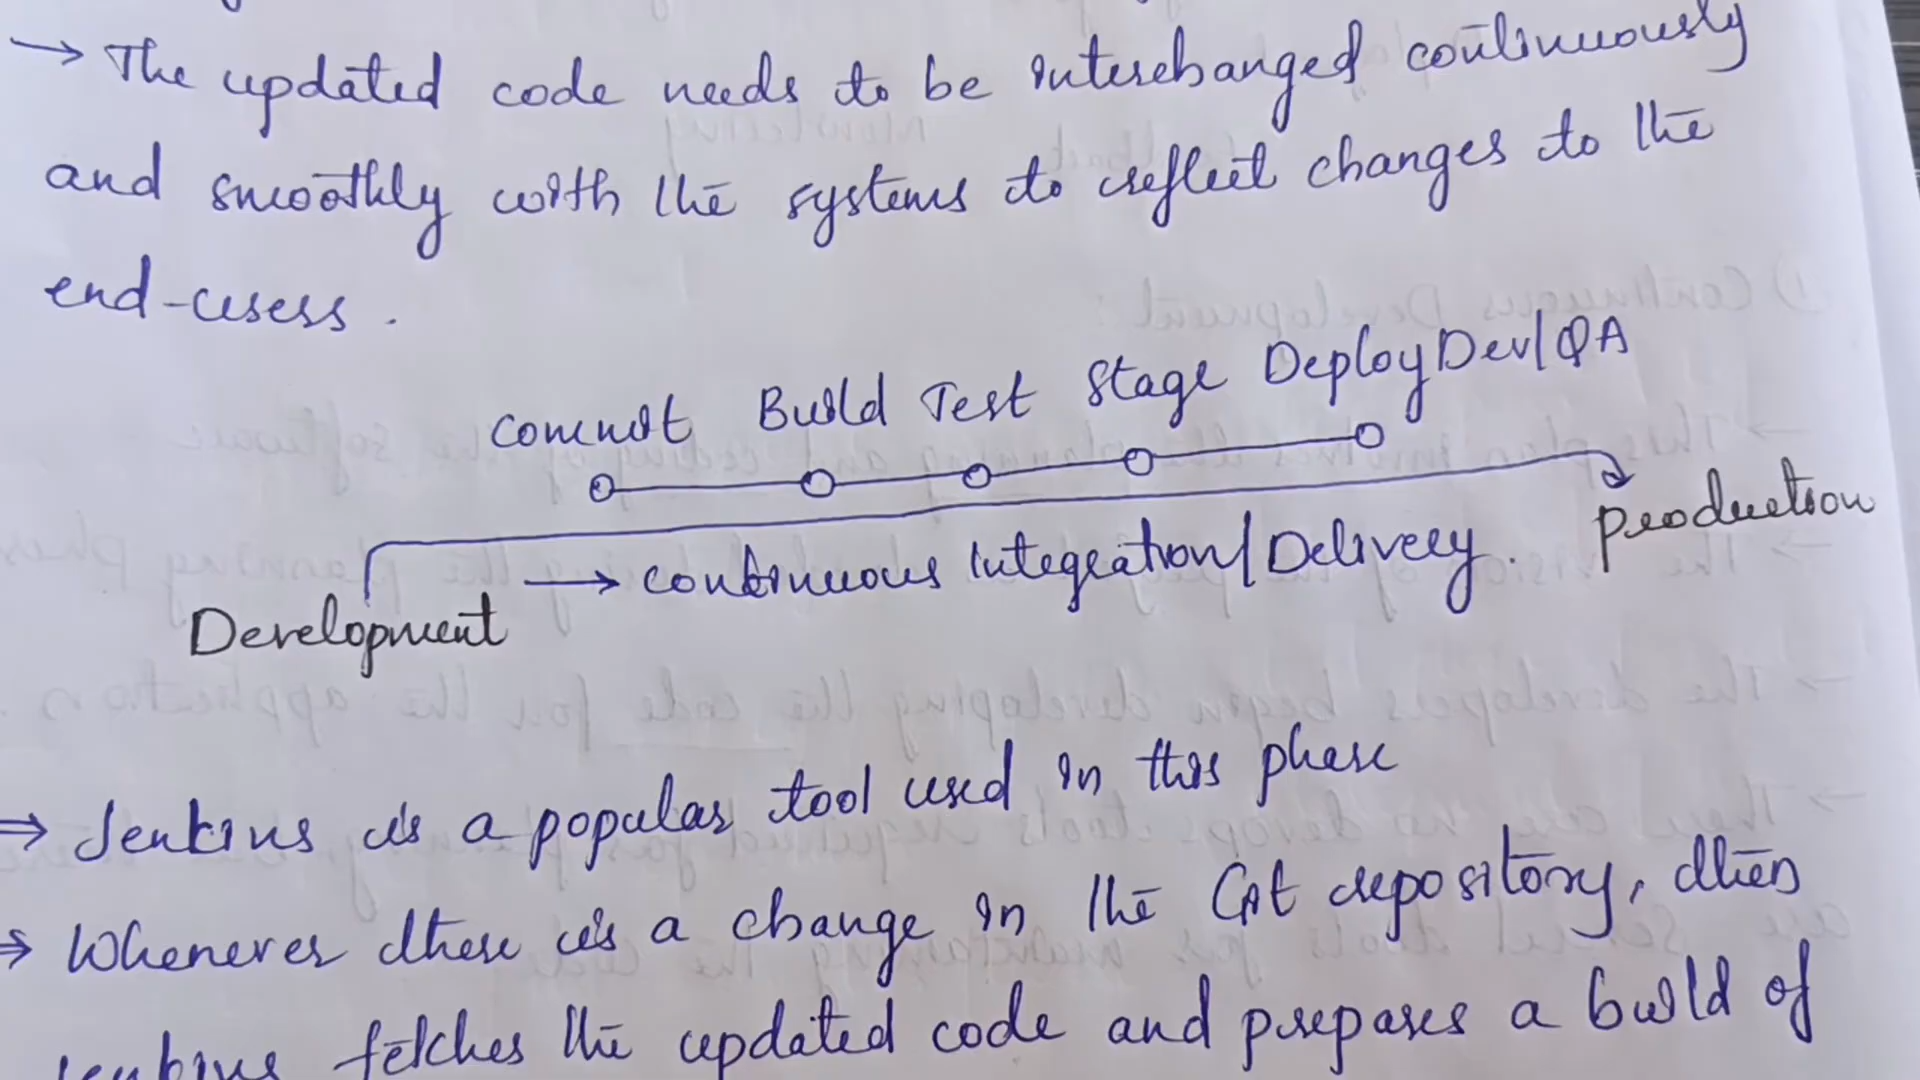 → The updated code needs to be interchanged continuously
and smoothly with the systems to reflect changes to the
end-users.
Commit Build Test Stage Deploy Dev/QA
Production
→ continuous Integration/Delivery.
Development
⇒ Jenkins is a popular tool used in this phase
⇒ Whenever there is a change in the Git repository, then
Jenkins fetches the updated code and prepares a build of